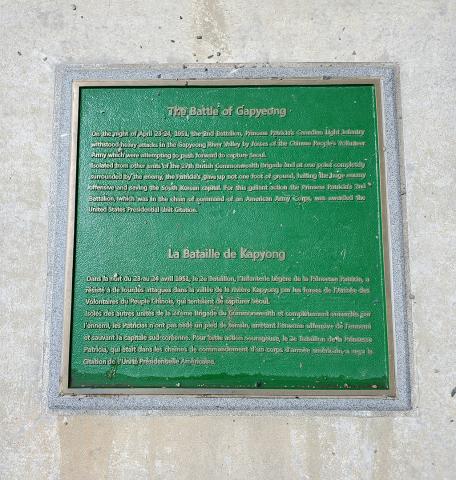 The Battle of Gapyeong
On the night of April 23-24, 1951, the 2nd Battalion, Princess Patricia's Canadian Light Infantry
withstood heavy attacks in the Gapyeong River Valley by forces of the Chinese People's Volunteer
Army which were attempting to push forward to capture Seoul.
Isolated from other units of the 27th British Commonwealth Brigade and at one point completely
surrounded by the enemy, the Patricia's gave up not one foot of ground, halting the huge enemy
offensive and saving the South Korean capital. For this gallant action the Princess Patricia's 2nd
Battalion, which was in the chain of command of an American Army Corps, was awarded the
United States Presidential Unit Citation.
La Bataille de Kapyong
Dans la nuit du 23 au 24 avril 1951, le 2e Bataillon, l'Infanterie Légère de la Princesse Patricia, a
résisté à de lourdes attaques dans la vallée de la rivière Kapyong par les forces de l'Armée des
Volontaires du Peuple Chinois, qui tentaient de capturer Séoul.
Isolés des autres unités de la 27ème Brigade du Commonwealth et complètement encerclés par
l'ennemi, les Patricias n'ont pas cédé un pied de terrain, arrêtant l'énorme offensive de l'ennemi
et sauvant la capitale sud-coréenne. Pour cette action courageuse, le 2e Bataillon de la Princesse
Patricia, qui était dans les chaînes de commandement d'un corps d'armée américain, a reçu la
Citation de l'Unité Présidentielle Américaine.